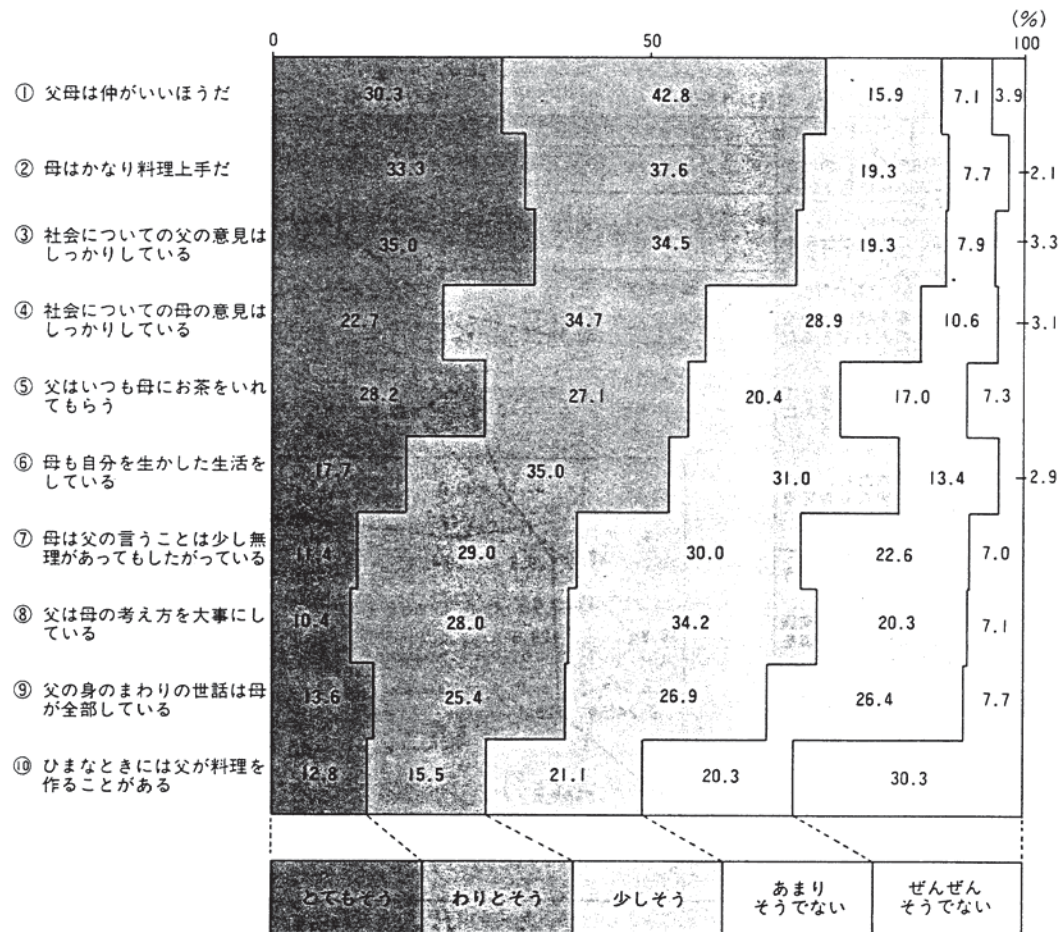 (%)
0 50 100
① 父母は仲がいいほうだ
30.3 42.8 15.9 7.1 3.9
② 母はかなり料理上手だ
33.3 37.6 19.3 7.7 2.1
③ 社会についての父の意見は
しっかりしている
35.0 34.5 19.3 7.9 3.3
④ 社会についての母の意見は
しっかりしている
22.7 34.7 28.9 10.6 3.1
⑤ 父はいつも母にお茶をいれ
てもらう
28.2 27.1 20.4 17.0 7.3
⑥ 母も自分を生かした生活を
している
17.7 35.0 31.0 13.4 2.9
⑦ 母は父の言うことは少し無
理があってもしたがっている
11.4 29.0 30.0 22.6 7.0
⑧ 父は母の考え方を大事にし
ている
10.4 28.0 34.2 20.3 7.1
⑨ 父の身のまわりの世話は母
が全部している
13.6 25.4 26.9 26.4 7.7
⑩ ひまなときには父が料理を
作ることがある
12.8 15.5 21.1 20.3 30.3
とてもそう わりとそう 少しそう
あまり
そうでない
ぜんぜん
そうでない